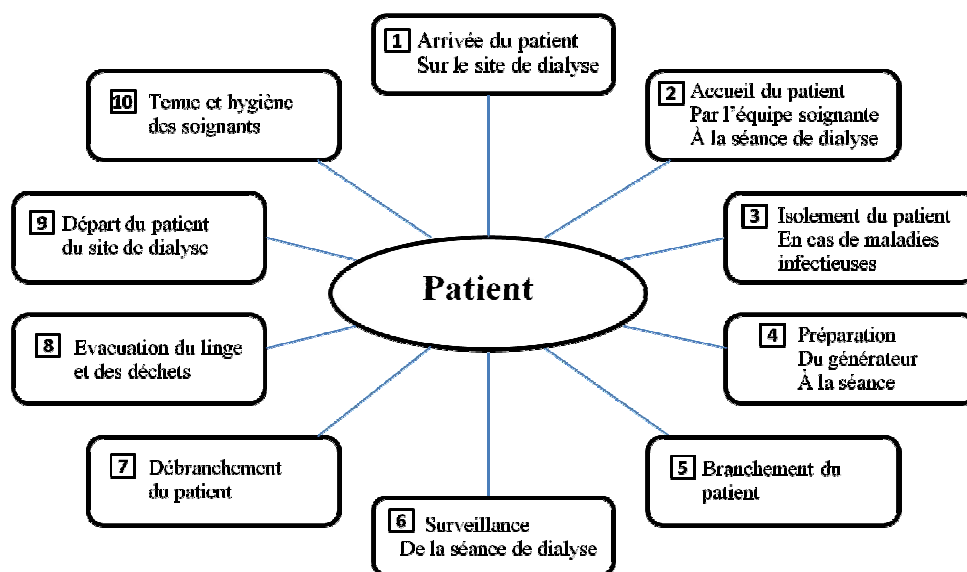 1 Arrivée du patient
Sur le site de dialyse
2 Accueil du patient
Par l'équipe soignante
À la séance de dialyse
3 Isolement du patient
En cas de maladies
infectieuses
4 Préparation
Du générateur
À la séance
5 Branchement du
patient
6 Surveillance
De la séance de dialyse
7 Débranchement
du patient
8 Evacuation du linge
et des déchets
9 Départ du patient
du site de dialyse
10 Tenue et hygiène
des soignants
Patient